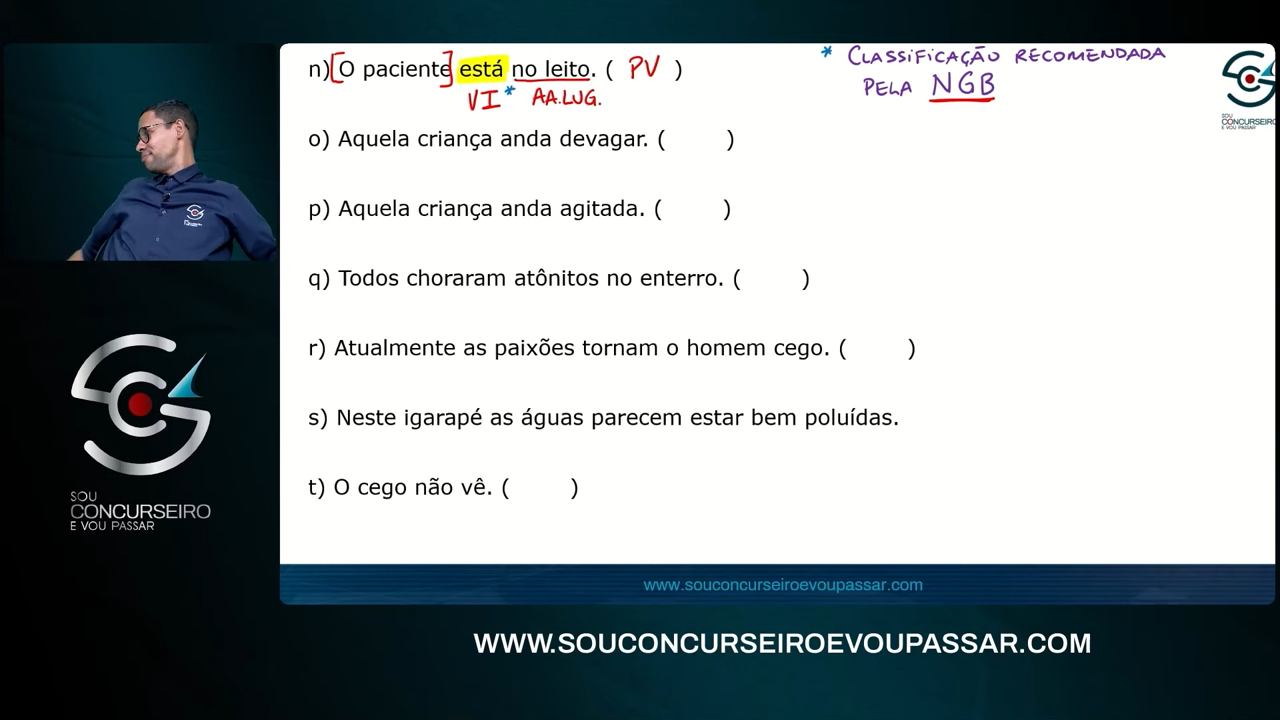 n) [O paciente] está no leito. ( PV )
VI * AA.LUG.
* CLASSIFICAÇÃO RECOMENDADA
PELA NGB
SOU
CONCURSEIRO
E VOU PASSAR
o) Aquela criança anda devagar. ( )
p) Aquela criança anda agitada. ( )
q) Todos choraram atônitos no enterro. ( )
r) Atualmente as paixões tornam o homem cego. ( )
s) Neste igarapé as águas parecem estar bem poluídas.
t) O cego não vê. ( )
SOU
CONCURSEIRO
E VOU PASSAR
www.souconcurseiroevoupassar.com
WWW.SOUCONCURSEIROEVOUPASSAR.COM